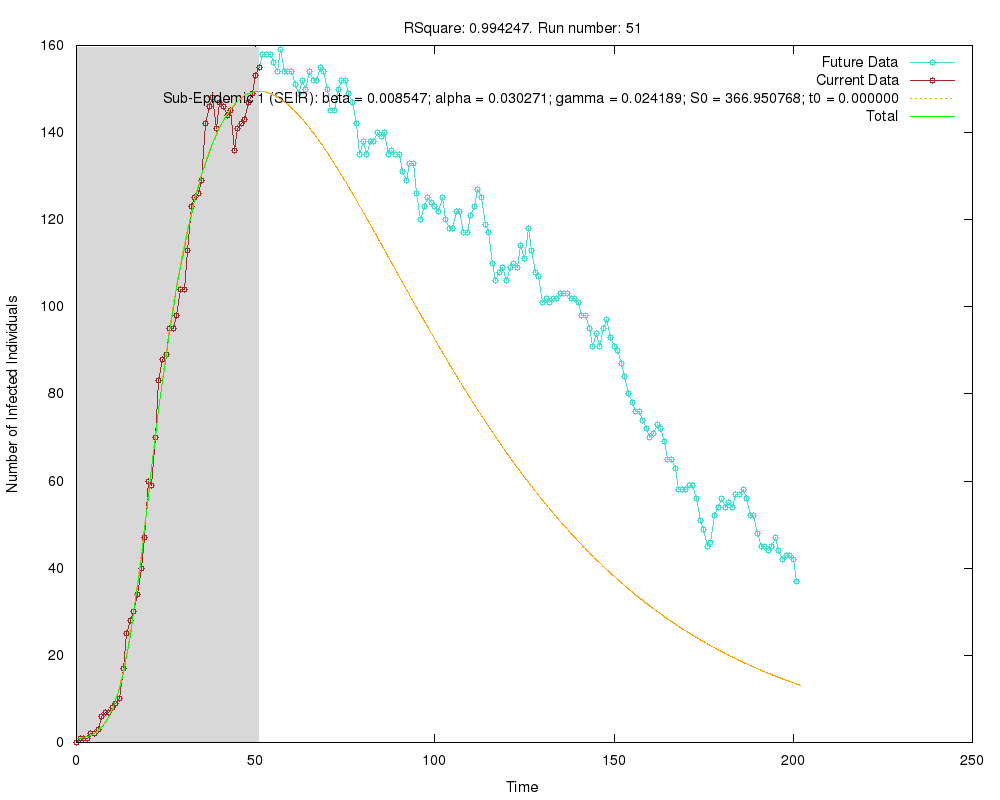 RSquare: 0.994247. Run number: 51
160
140
120
100
80
60
40
20
0
Number of Infected Individuals
Future Data
Current Data
Sub-Epidemic 1 (SEIR): beta = 0.008547; alpha = 0.030271; gamma = 0.024189; S0 = 366.950768; t0 = 0.000000
Total
0 50 100 150 200 250
Time